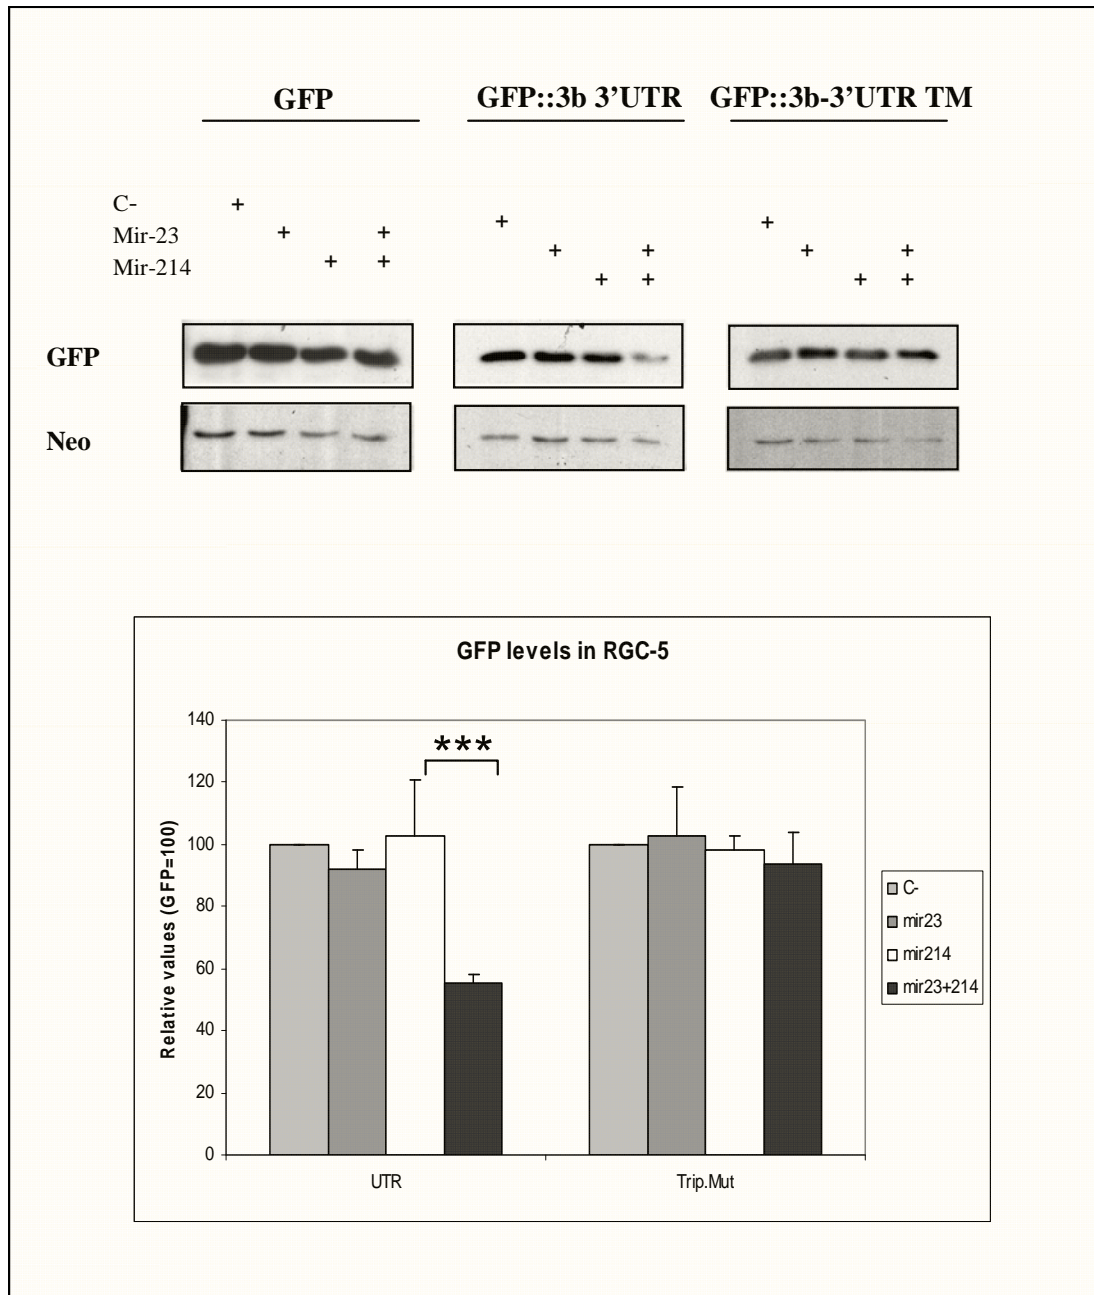 GFP GFP::3b 3’UTR GFP::3b-3’UTR TM
C- +
+ +
Mir-23 + +
+ + + +
Mir-214 + +
+ + + +
GFP
Neo
GFP levels in RGC-5
***
Relative values (GFP=100)
140
120
100
80
60
40
20
0
UTR Trip.Mut
C-
mir23
mir214
mir23+214